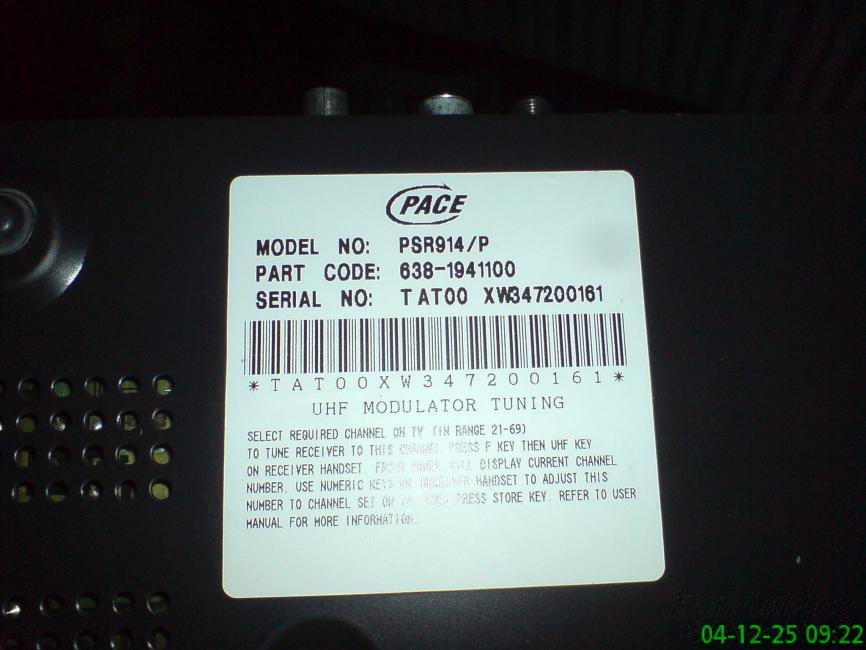 PACE
MODEL NO: PSR914/P
PART CODE: 638-1941100
SERIAL NO: TAT00 XW347200161
*TAT00XW347200161*
UHF MODULATOR TUNING
SELECT REQUIRED CHANNEL ON TV (IN RANGE 21-69)
TO TUNE RECEIVER TO THIS CHANNEL, PRESS F KEY THEN UHF KEY
ON RECEIVER HANDSET. FRONT PANEL WILL DISPLAY CURRENT CHANNEL
NUMBER. USE NUMERIC KEYS ON RECEIVER HANDSET TO ADJUST THIS
NUMBER TO CHANNEL SET ON TV. THEN PRESS STORE KEY. REFER TO USER
MANUAL FOR MORE INFORMATION.
Parabola.cz
04-12-25 09:22